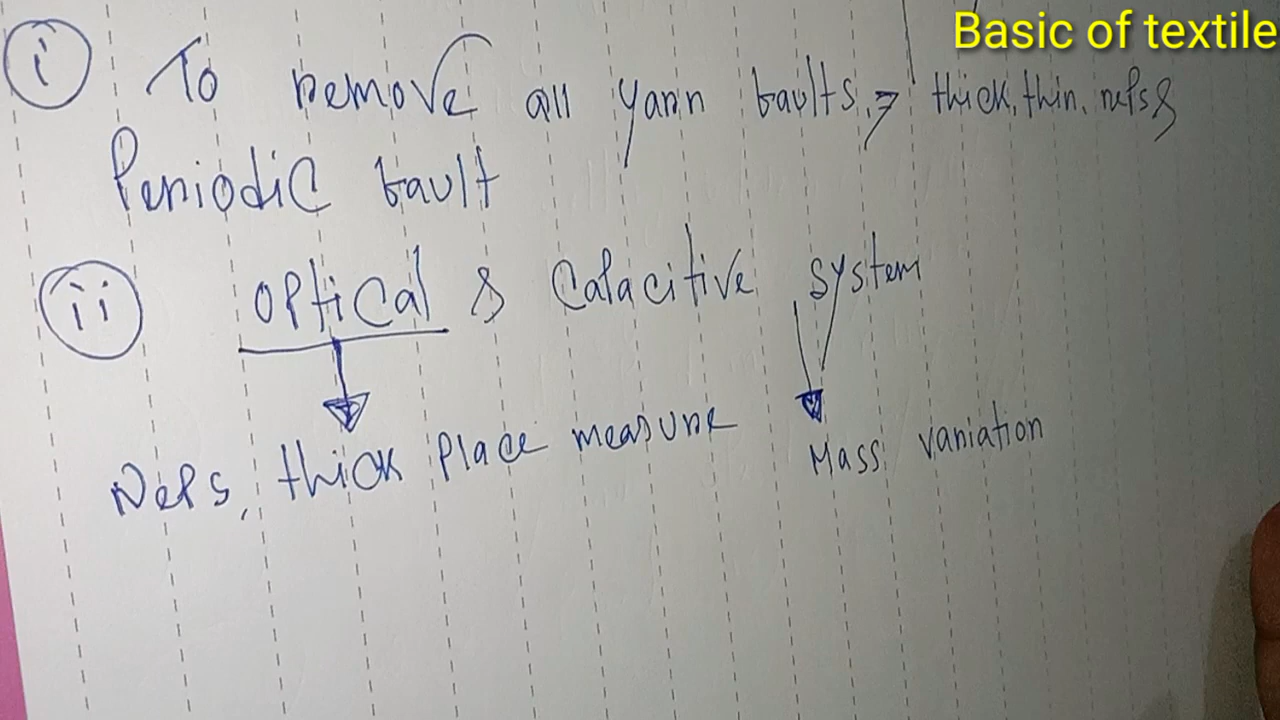 Basic of textile
i To remove all yarn faults, → thick, thin, neps &
Periodic fault
ii Optical & Capacitive system
Neps, thick place measure
Mass variation